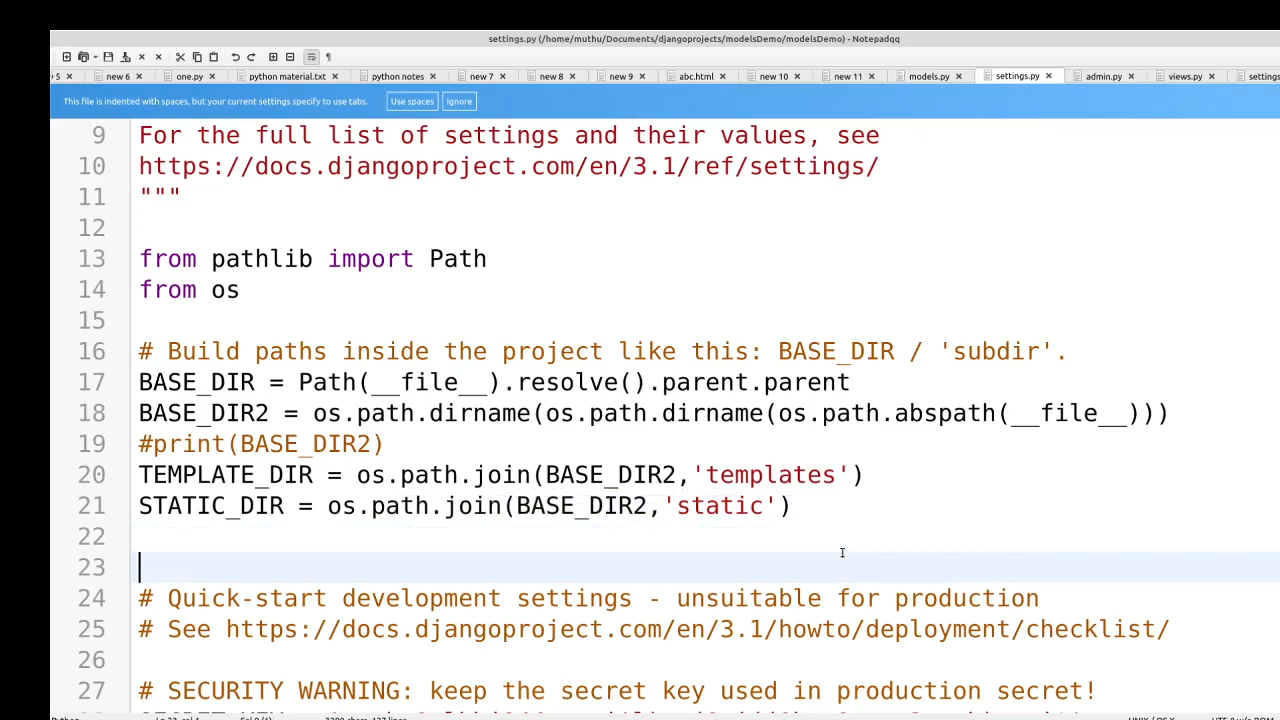 settings.py (/home/muthu/Documents/djangoprojects/modelsDemo/modelsDemo) - Notepadqq
5 new 6 one.py python material.txt python notes new 7 new 8 new 9 abc.html new 10 new 11 models.py settings.py admin.py views.py settings
This file is indented with spaces, but your current settings specify to use tabs. Use spaces Ignore
9 For the full list of settings and their values, see
10 https://docs.djangoproject.com/en/3.1/ref/settings/
11 """
12
13 from pathlib import Path
14 from os
15
16 # Build paths inside the project like this: BASE_DIR / 'subdir'.
17 BASE_DIR = Path(__file__).resolve().parent.parent
18 BASE_DIR2 = os.path.dirname(os.path.dirname(os.path.abspath(__file__)))
19 #print(BASE_DIR2)
20 TEMPLATE_DIR = os.path.join(BASE_DIR2,'templates')
21 STATIC_DIR = os.path.join(BASE_DIR2,'static')
22
23
24 # Quick-start development settings - unsuitable for production
25 # See https://docs.djangoproject.com/en/3.1/howto/deployment/checklist/
26
27 # SECURITY WARNING: keep the secret key used in production secret!